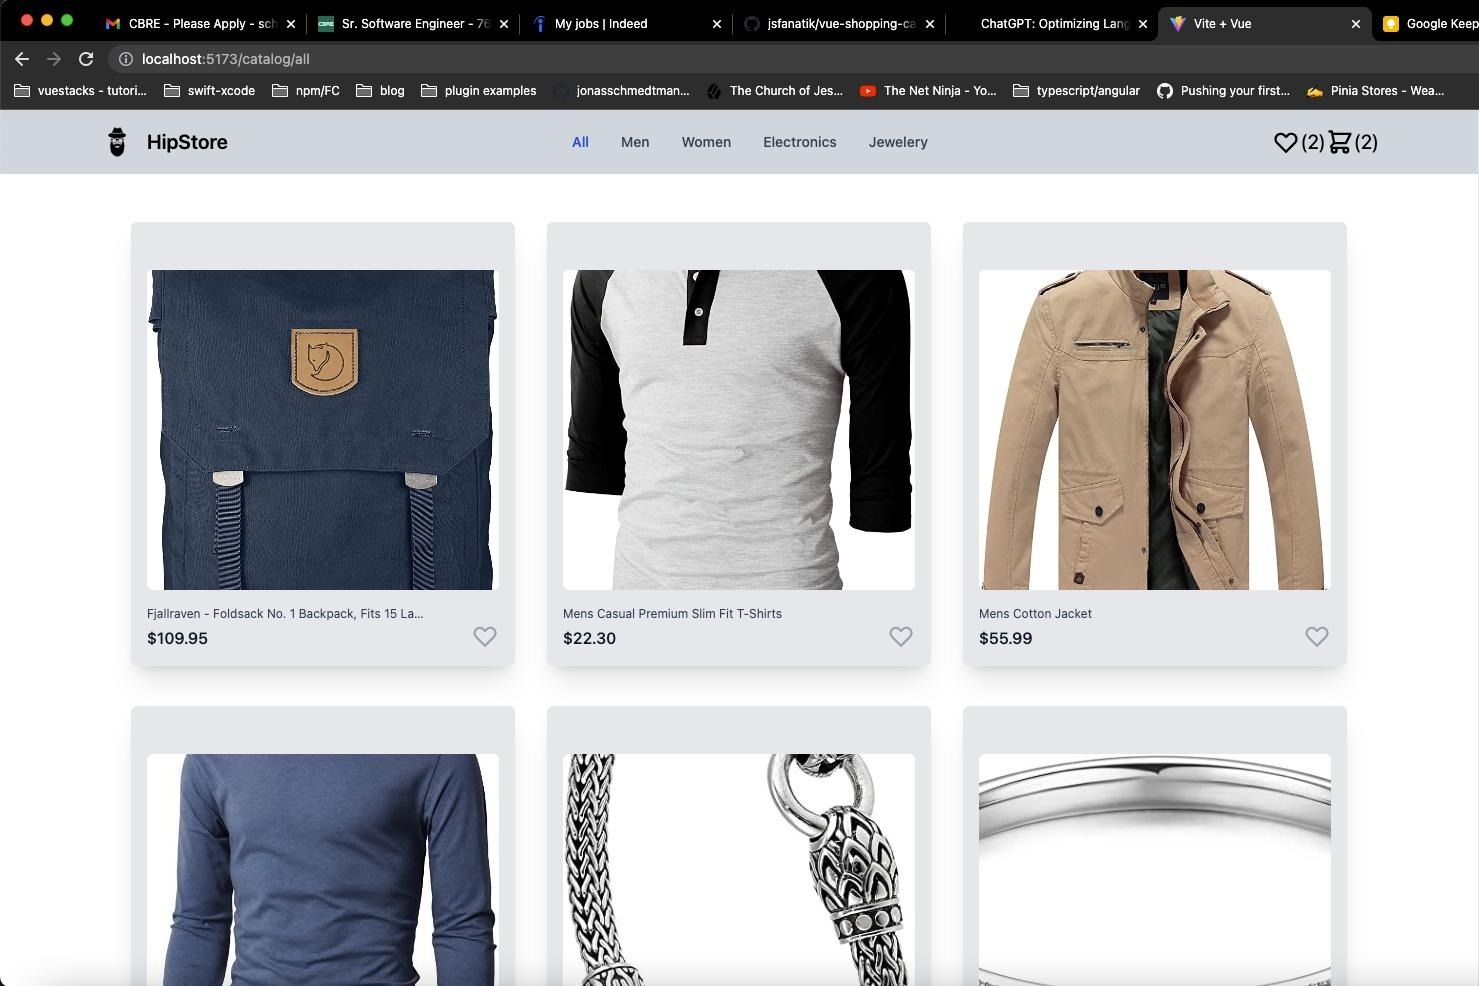 CBRE - Please Apply - sch
CBRE Sr. Software Engineer - 76
My jobs | Indeed
jsfanatik/vue-shopping-ca
ChatGPT: Optimizing Lang
Vite + Vue
Google Keep
localhost:5173/catalog/all
vuestacks - tutori...
swift-xcode
npm/FC
blog
plugin examples
jonasschmedtman...
The Church of Jes...
The Net Ninja - Yo...
typescript/angular
Pushing your first...
Pinia Stores - Wea...
HipStore
All
Men
Women
Electronics
Jewelery
(2)
(2)
Fjallraven - Foldsack No. 1 Backpack, Fits 15 La...
$109.95
Mens Casual Premium Slim Fit T-Shirts
$22.30
Mens Cotton Jacket
$55.99